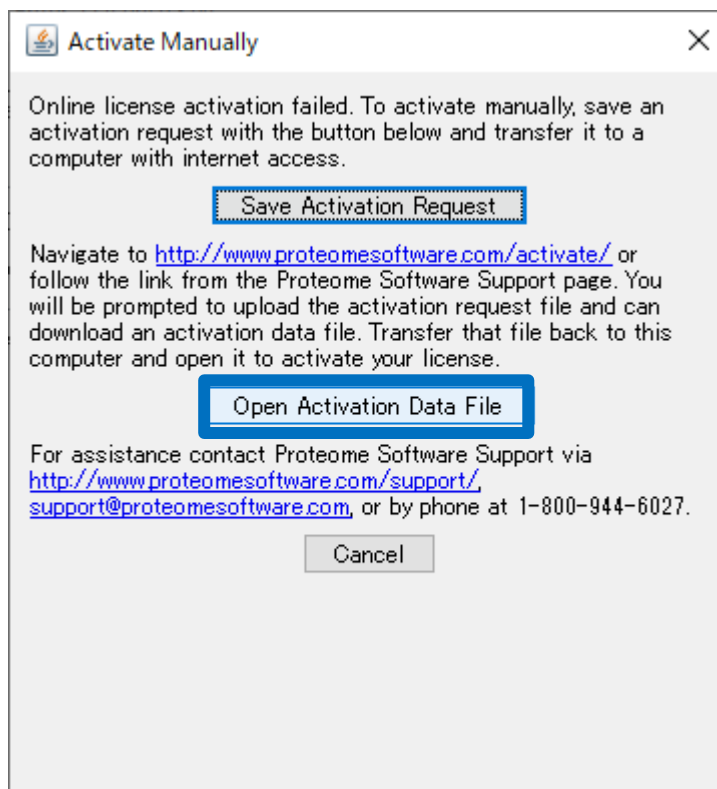 Activate Manually
Online license activation failed. To activate manually, save an
activation request with the button below and transfer it to a
computer with internet access.
Save Activation Request
Navigate to http://www.proteomesoftware.com/activate/ or
follow the link from the Proteome Software Support page. You
will be prompted to upload the activation request file and can
download an activation data file. Transfer that file back to this
computer and open it to activate your license.
Open Activation Data File
For assistance contact Proteome Software Support via
http://www.proteomesoftware.com/support/,
support@proteomesoftware.com, or by phone at 1-800-944-6027.
Cancel